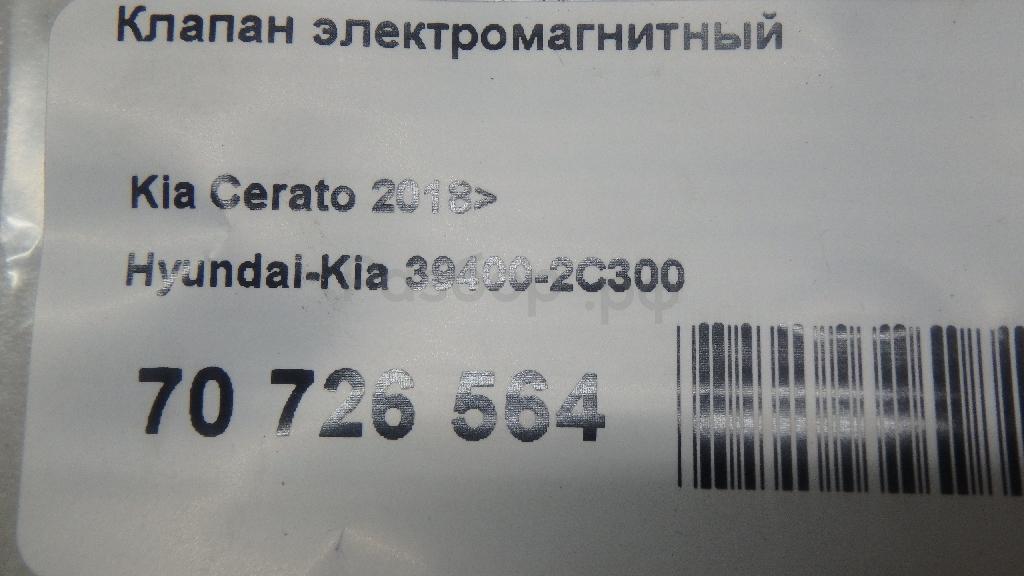 Клапан электромагнитный
Kia Cerato 2018>
Hyundai-Kia 39400-2C300
70 726 564